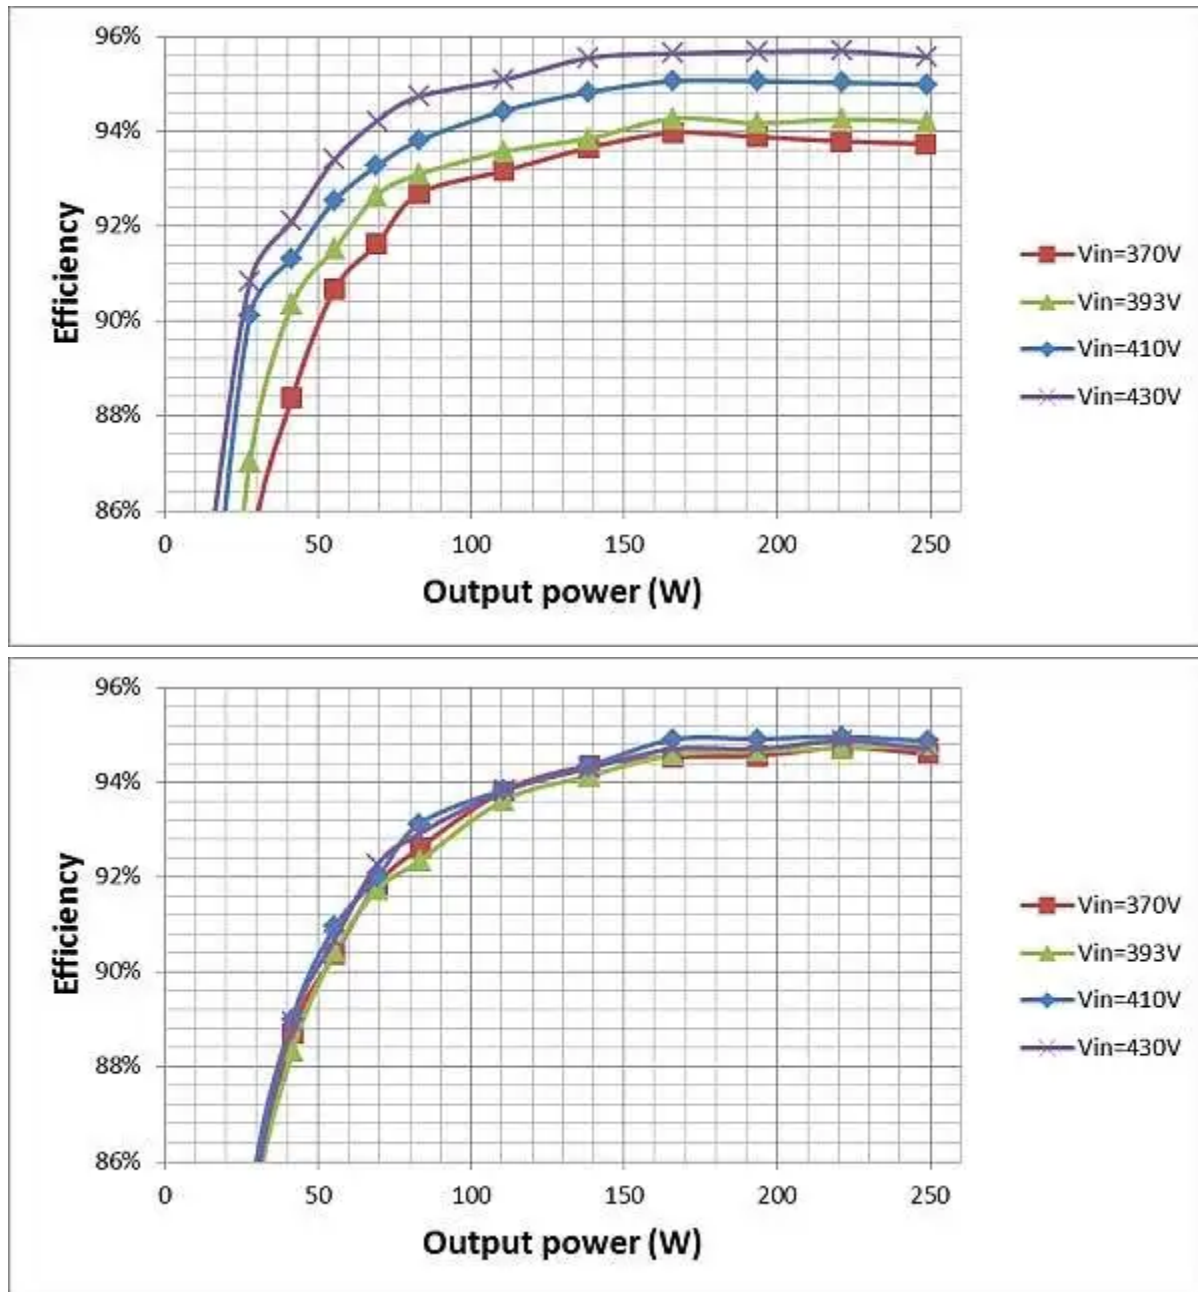 96%
94%
92%
90%
88%
86%
Efficiency
0 50 100 150 200 250
Output power (W)
Vin=370V
Vin=393V
Vin=410V
Vin=430V
96%
94%
92%
90%
88%
86%
Efficiency
0 50 100 150 200 250
Output power (W)
Vin=370V
Vin=393V
Vin=410V
Vin=430V